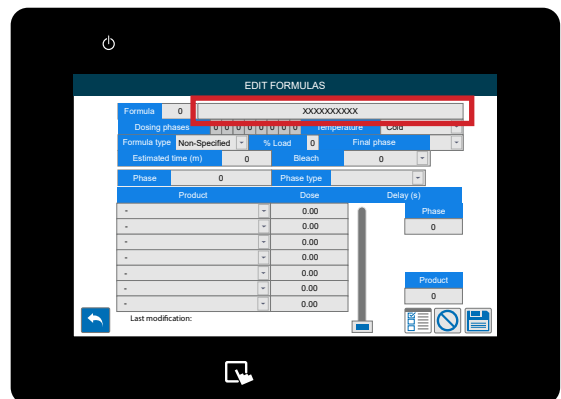 EDIT FORMULAS
Formula 0 XXXXXXXXXX
Dosing phases 0 0 0 0 0 0 0 0 Temperature Cold
Formula type Non-Specified % Load 0 Final phase
Estimated time (m) 0 Bleach 0
Phase 0 Phase type
Product Dose Delay (s)
- 0.00 Phase
- 0.00 0
- 0.00
- 0.00
- 0.00 Product
- 0.00 0
- 0.00
Last modification: